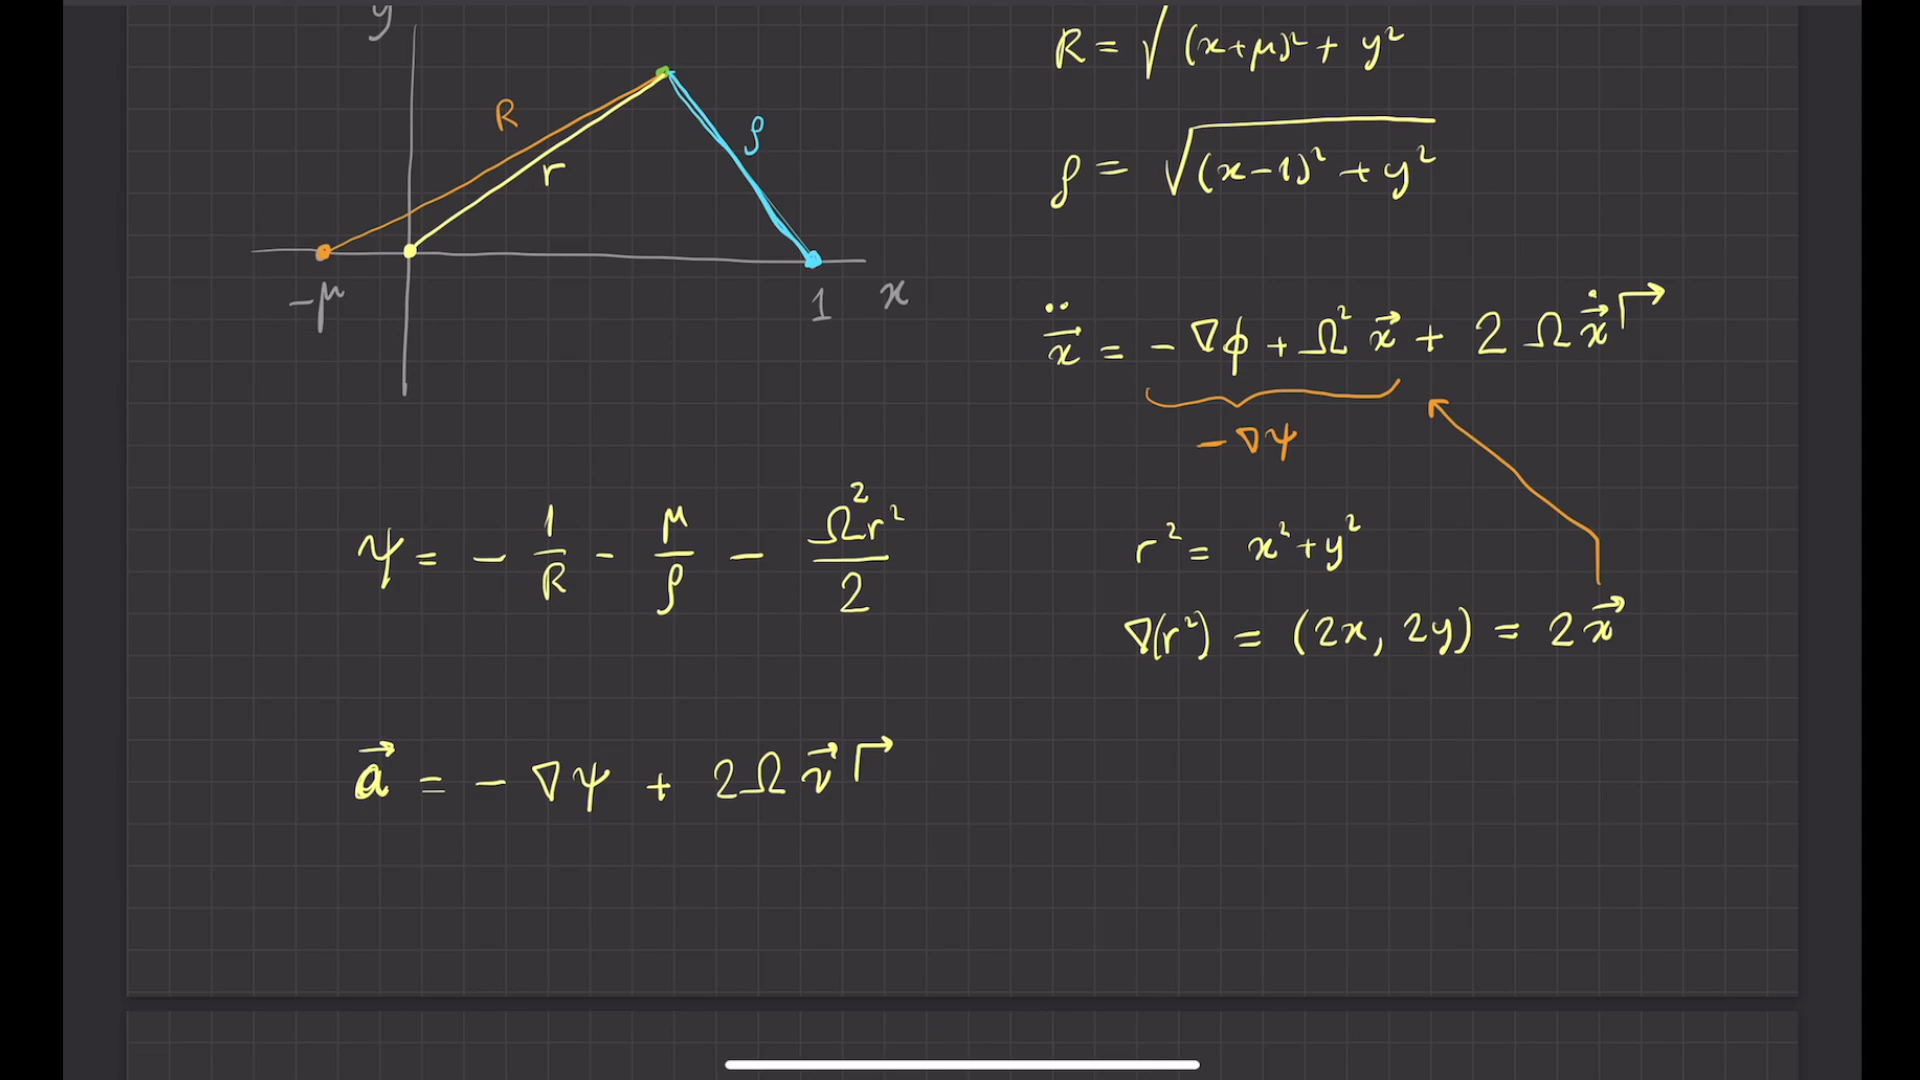 y
R
r
ρ
-μ
1
x
R = √(x+μ)² + y²
ρ = √(x-1)² + y²
ẍ = - ∇φ + Ω² x⃗ + 2 Ω ẋ⃗ ↱
- ∇ψ
ψ = - 1/R - μ/ρ - Ω²r²/2
r² = x² + y²
∇(r²) = (2x, 2y) = 2x⃗
a⃗ = - ∇ψ + 2Ω v⃗ ↱